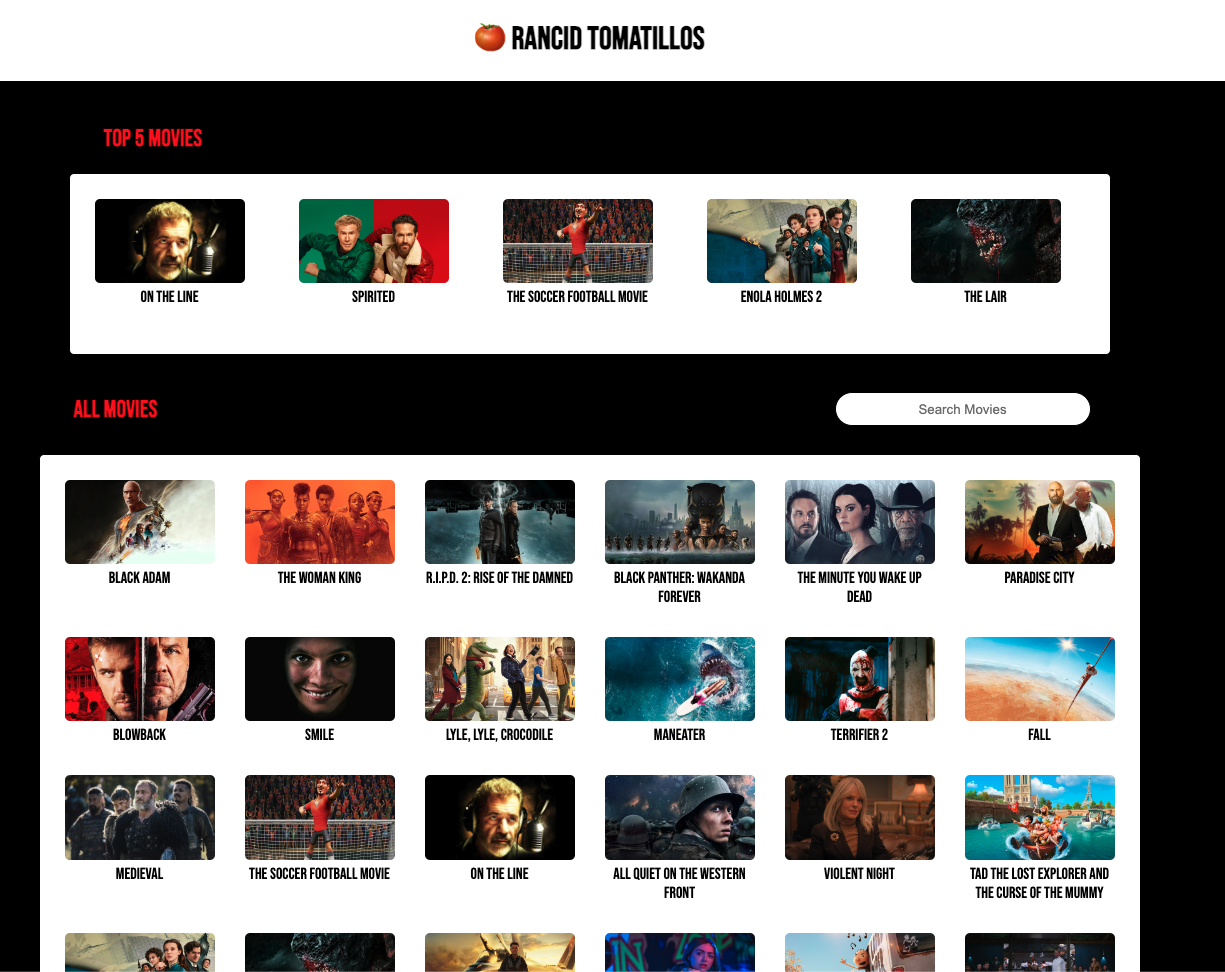 RANCID TOMATILLOS
TOP 5 MOVIES
ON THE LINE
SPIRITED
THE SOCCER FOOTBALL MOVIE
ENOLA HOLMES 2
THE LAIR
ALL MOVIES
Search Movies
BLACK ADAM
THE WOMAN KING
R.I.P.D. 2: RISE OF THE DAMNED
BLACK PANTHER: WAKANDA
FOREVER
THE MINUTE YOU WAKE UP
DEAD
PARADISE CITY
BLOWBACK
SMILE
LYLE, LYLE, CROCODILE
MANEATER
TERRIFIER 2
FALL
MEDIEVAL
THE SOCCER FOOTBALL MOVIE
ON THE LINE
ALL QUIET ON THE WESTERN
FRONT
VIOLENT NIGHT
TAD THE LOST EXPLORER AND
THE CURSE OF THE MUMMY